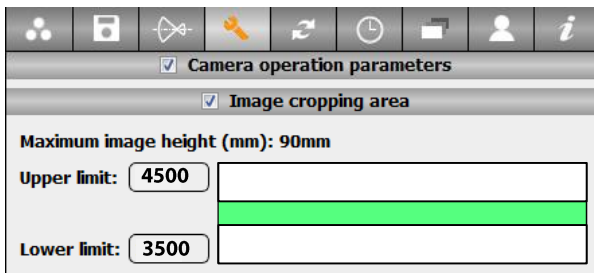 i
Camera operation parameters
Image cropping area
Maximum image height (mm): 90mm
Upper limit: 4500
Lower limit: 3500